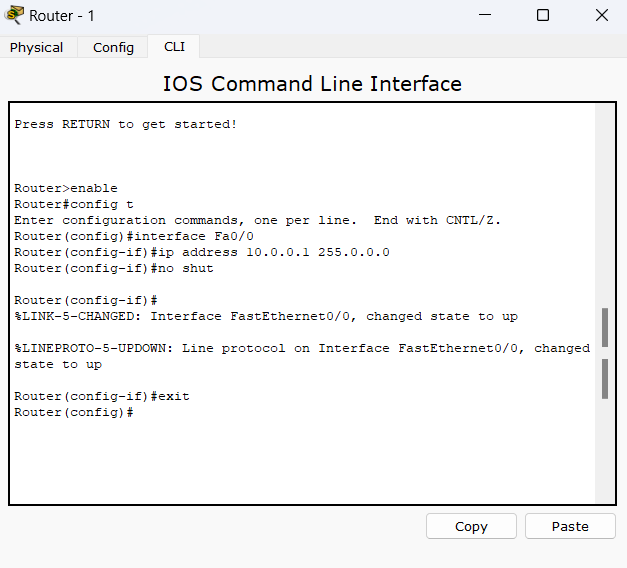 Router - 1
Physical Config CLI
IOS Command Line Interface
Press RETURN to get started!
Router>enable
Router#config t
Enter configuration commands, one per line.  End with CNTL/Z.
Router(config)#interface Fa0/0
Router(config-if)#ip address 10.0.0.1 255.0.0.0
Router(config-if)#no shut
Router(config-if)#
%LINK-5-CHANGED: Interface FastEthernet0/0, changed state to up
%LINEPROTO-5-UPDOWN: Line protocol on Interface FastEthernet0/0, changed
state to up
Router(config-if)#exit
Router(config)#
Copy Paste